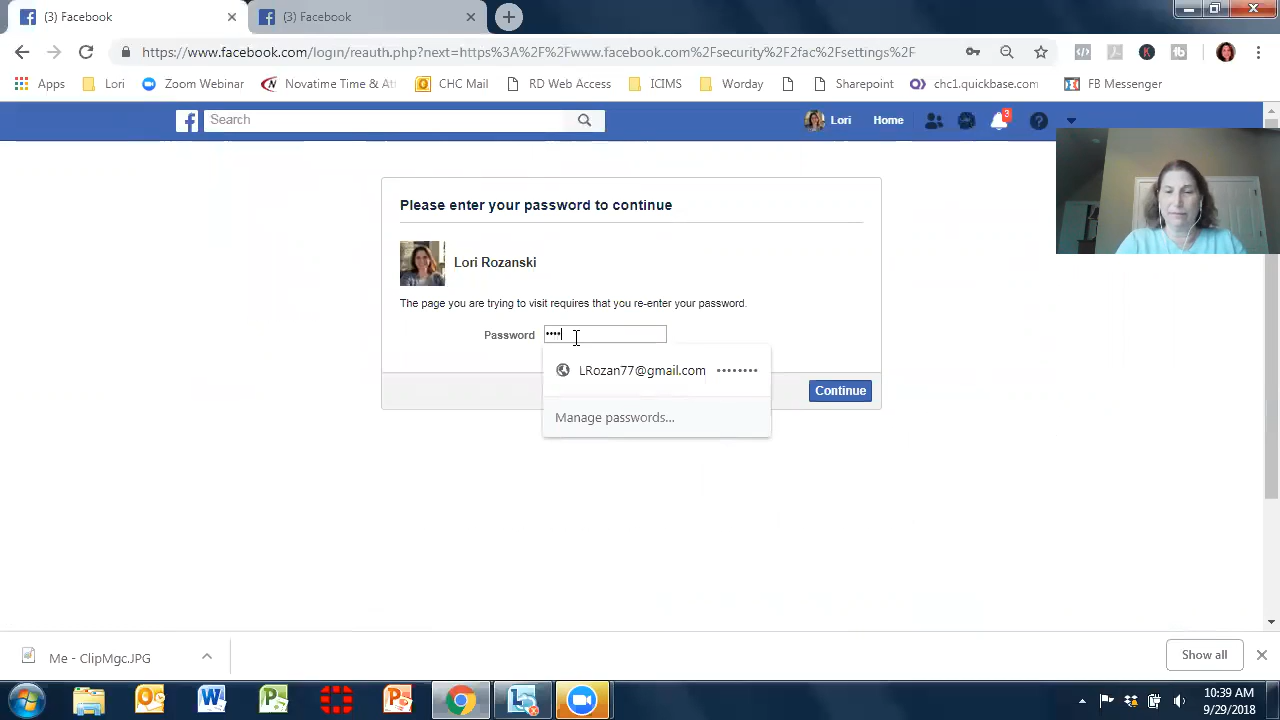 (3) Facebook
(3) Facebook
https://www.facebook.com/login/reauth.php?next=https%3A%2F%2Fwww.facebook.com%2Fsecurity%2F2fac%2Fsettings%2F
Apps Lori Zoom Webinar Novatime Time & At CHC Mail RD Web Access ICIMS Worday Sharepoint chc1.quickbase.com FB Messenger
Search Lori Home 3
Please enter your password to continue
Lori Rozanski
The page you are trying to visit requires that you re-enter your password.
Password ••••
LRozan77@gmail.com ••••••••
Continue
Manage passwords...
Me - ClipMgc.JPG Show all
10:39 AM
9/29/2018